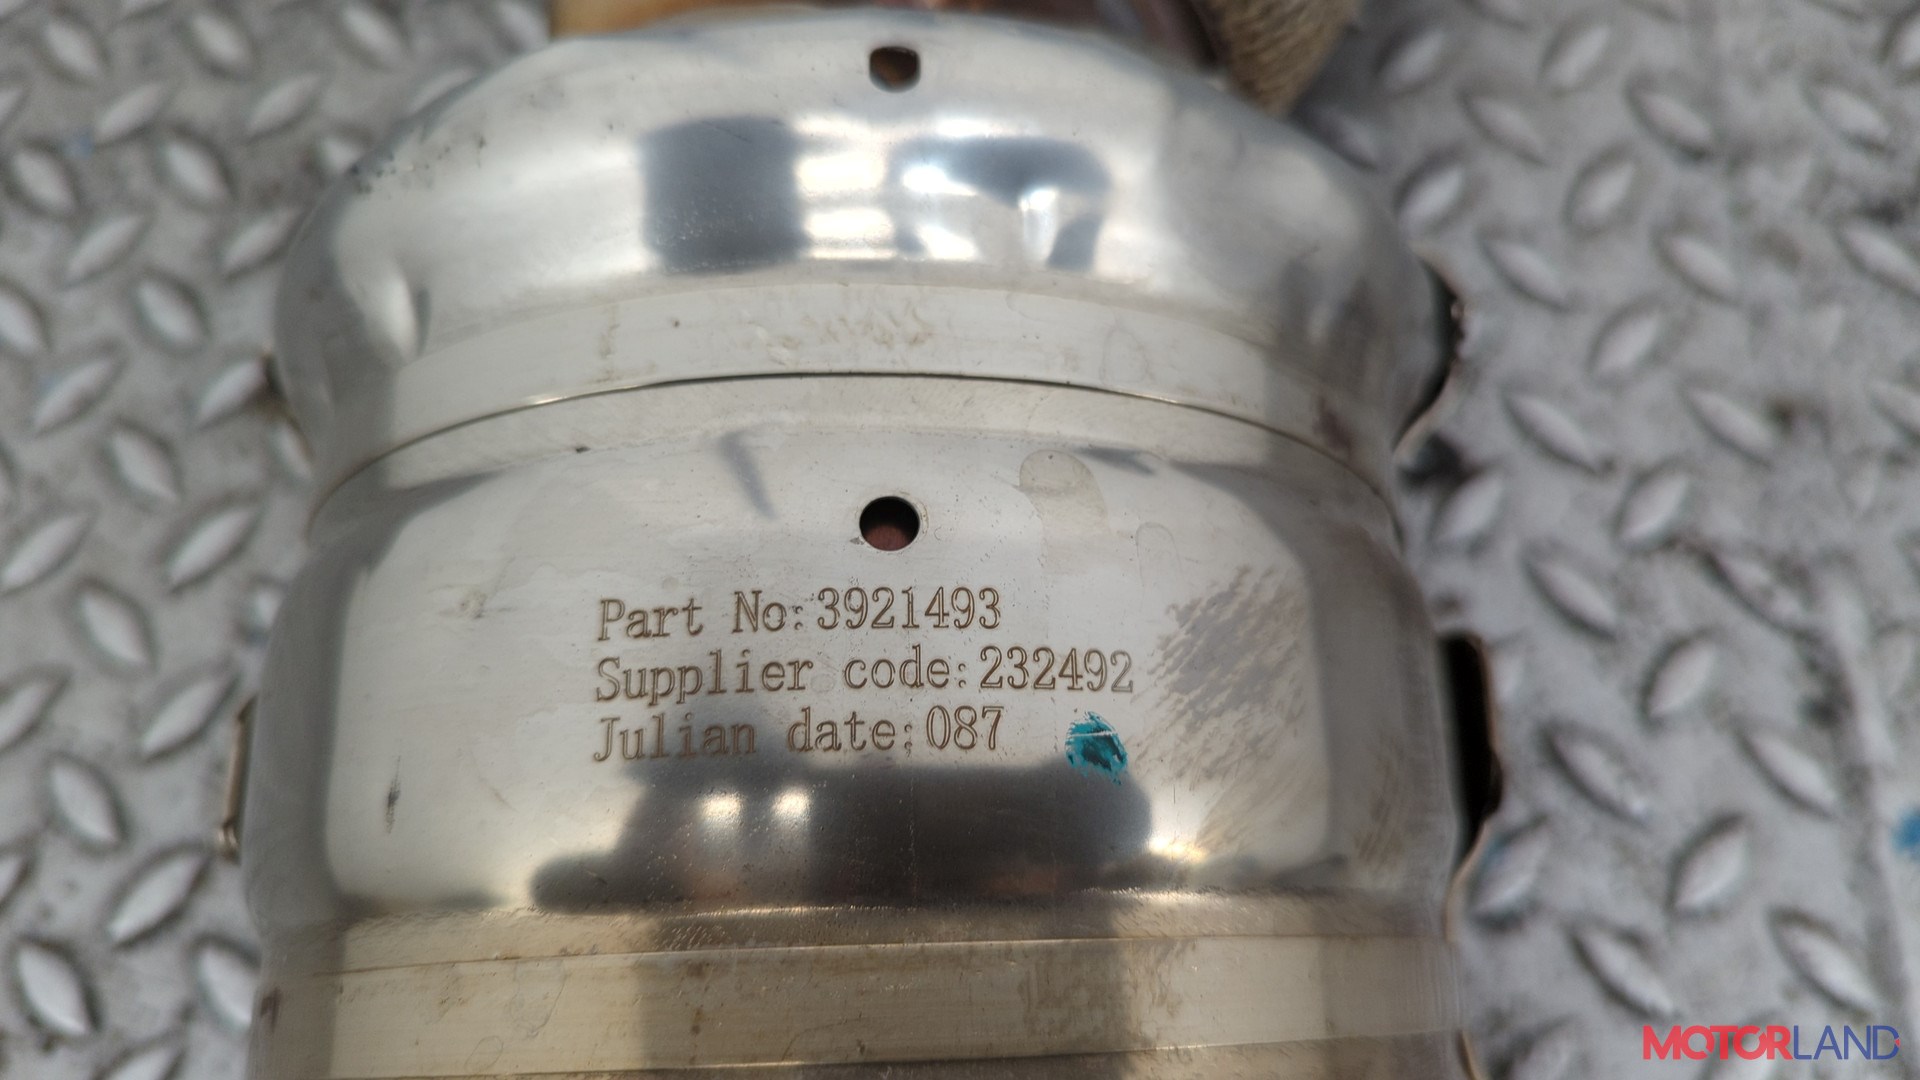 Part No:3921493
Supplier code:232492
Julian date:087
MOTORLAND